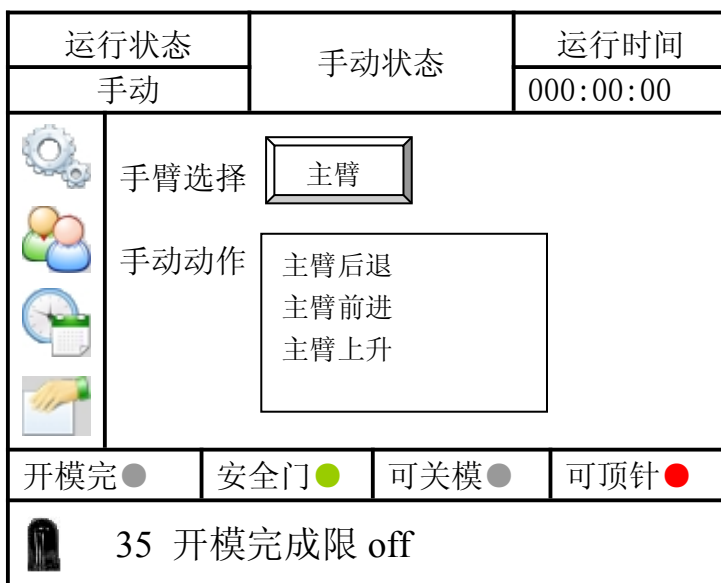 运行状态
手动
手动状态
运行时间
000:00:00
手臂选择
主臂
手动动作
主臂后退
主臂前进
主臂上升
开模完
安全门
可关模
可顶针
35 开模完成限 off